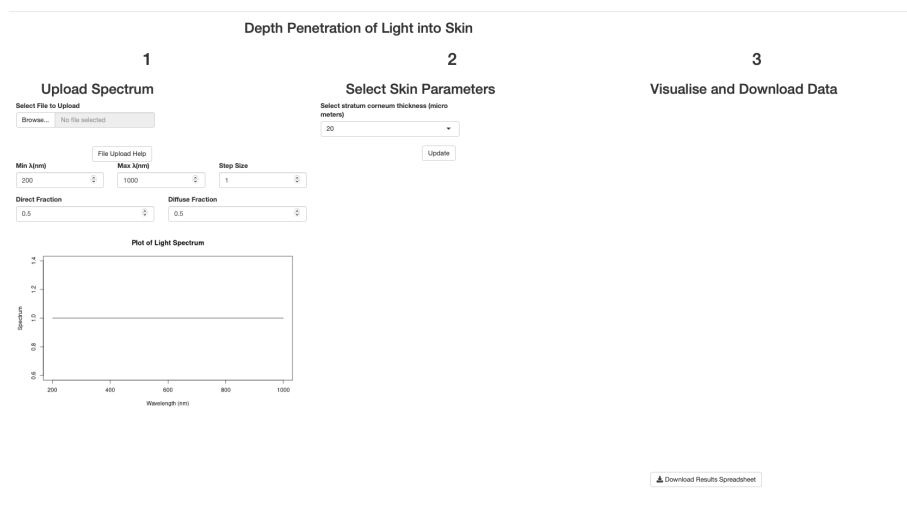 Depth Penetration of Light into Skin
1
2
3
Upload Spectrum
Select Skin Parameters
Visualise and Download Data
Select File to Upload
Browse... No file selected
File Upload Help
Min λ(nm) Max λ(nm) Step Size
200 1000 1
Direct Fraction Diffuse Fraction
0.5 0.5
Plot of Light Spectrum
1.4
1.2
1.0
0.8
0.6
Spectrum
200 400 600 800 1000
Wavelength (nm)
Select stratum corneum thickness (micro
meters)
20
Update
Download Results Spreadsheet